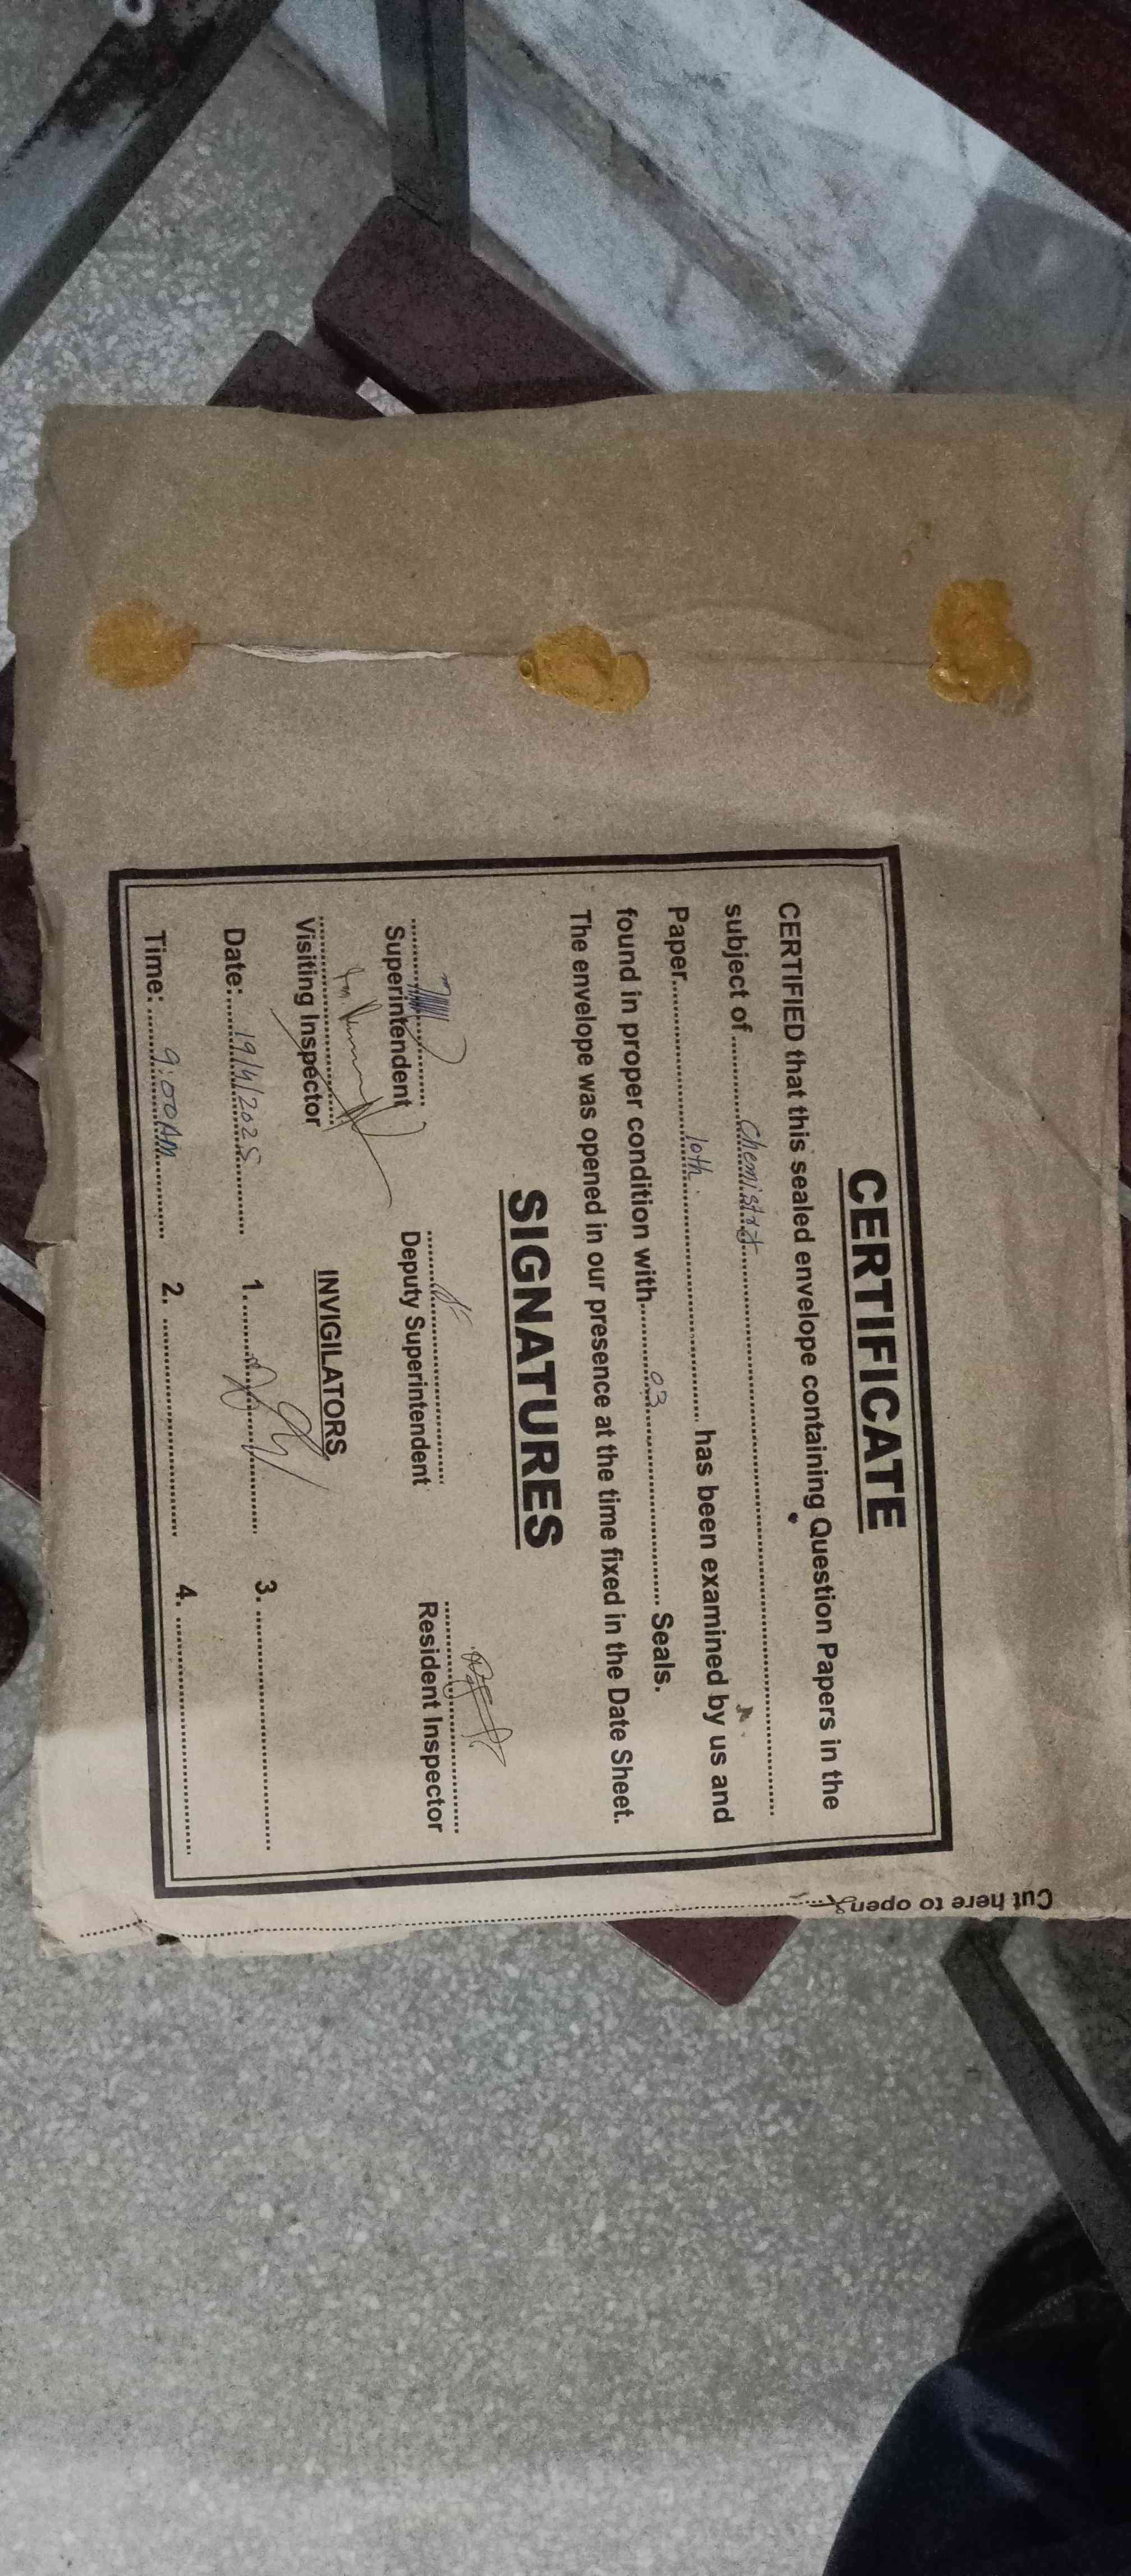 CERTIFICATE
CERTIFIED that this sealed envelope containing Question Papers in the
subject of.......... Chemistry..........
Paper.......... 10th.......... has been examined by us and
found in proper condition with.......... 03.......... Seals.
The envelope was opened in our presence at the time fixed in the Date Sheet.
SIGNATURES
Superintendent
Deputy Superintendent
Resident Inspector
Visiting Inspector
INVIGILATORS
Date:.......... 19/4/2025..........
1...........
3...........
Time:.......... 9:00AM..........
2...........
4...........
Cut here to open